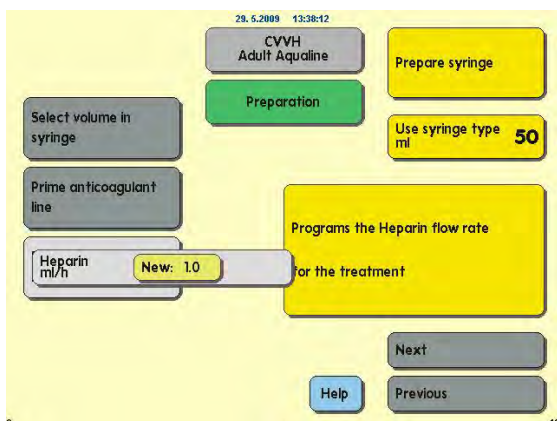 29. 5.2009 13:38:12
CVVH
Adult Aqualine
Prepare syringe
Preparation
Select volume in
syringe
Use syringe type
ml 50
Prime anticoagulant
line
Programs the Heparin flow rate
for the treatment
Heparin
ml/h
New: 1.0
Next
Help
Previous